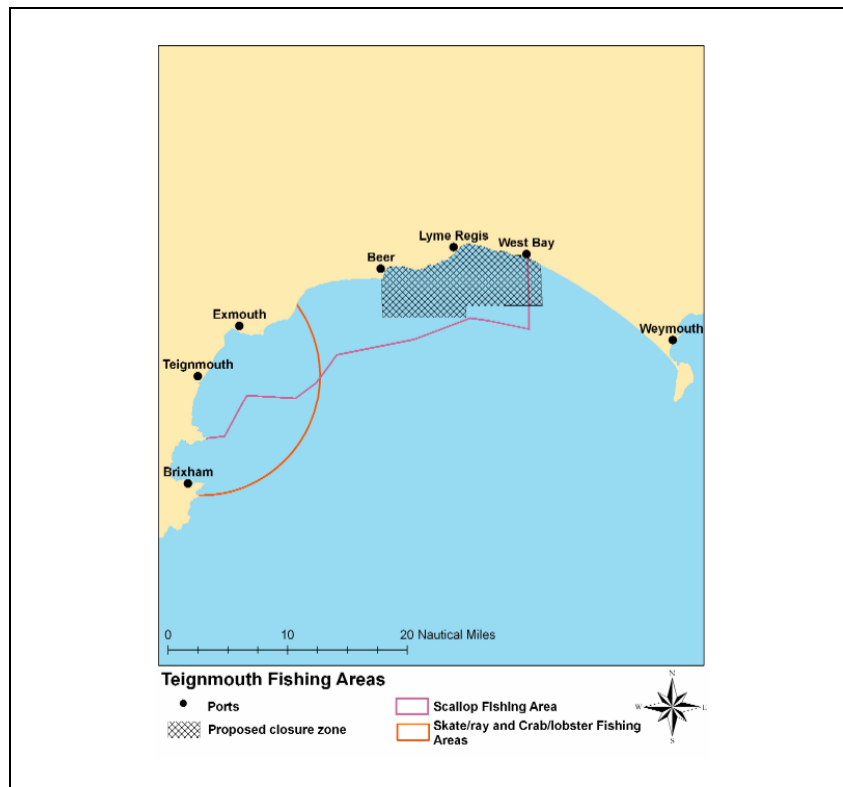 Lyme Regis
West Bay
Beer
Exmouth
Weymouth
Teignmouth
Brixham
0 10 20 Nautical Miles
Teignmouth Fishing Areas
Ports
Proposed closure zone
Scallop Fishing Area
Skate/ray and Crab/lobster Fishing
Areas
N
W
L
S